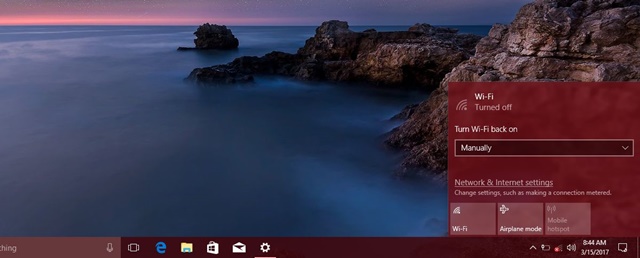 Wi-Fi
Turned off
Turn Wi-Fi back on
Manually
Network & Internet settings
Change settings, such as making a connection metered.
Wi-Fi
Airplane mode
Mobile
hotspot
thing
8:44 AM
3/15/2017